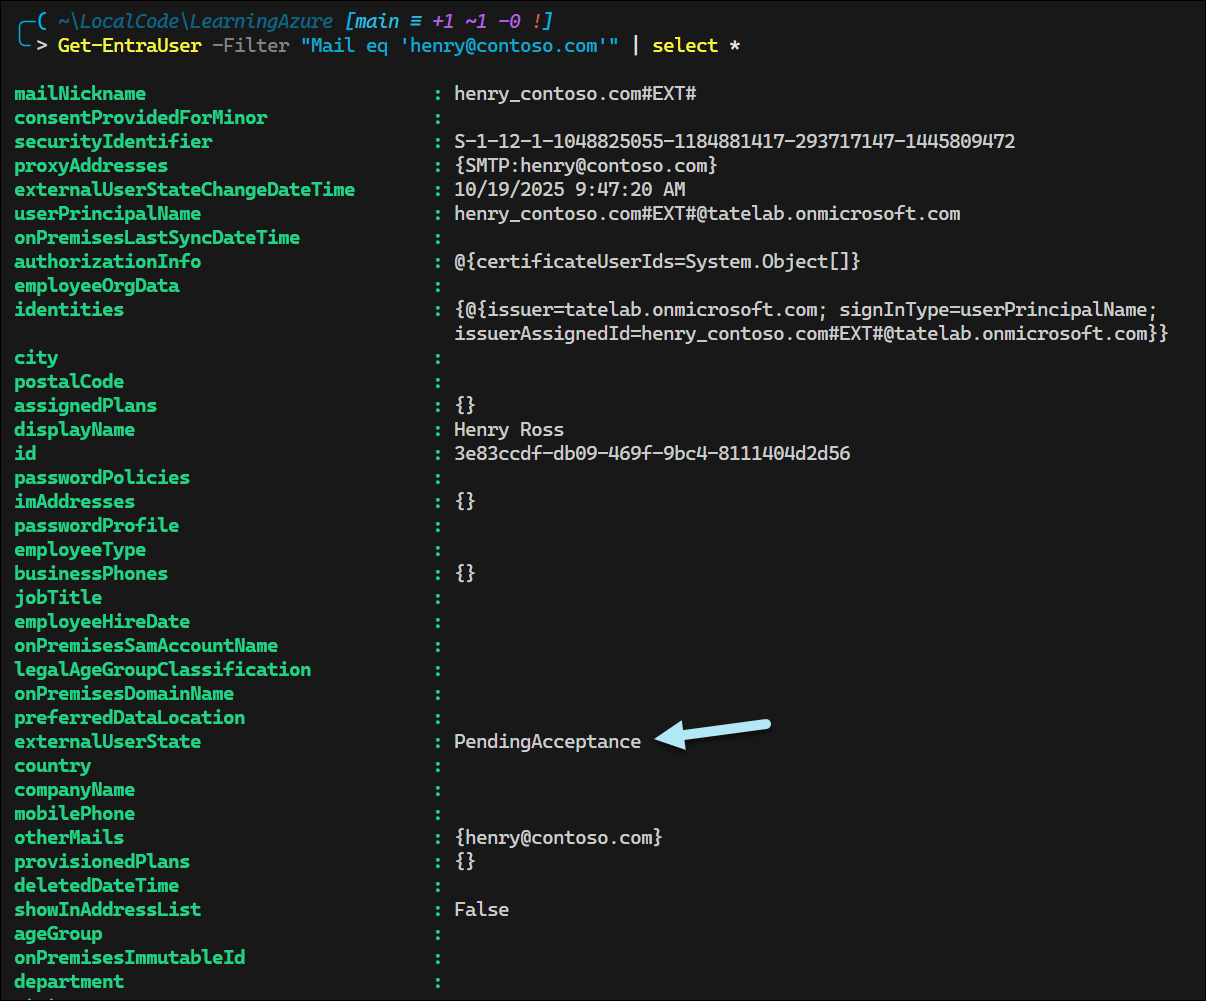 ~\LocalCode\LearningAzure [main ≡ +1 ~1 -0 !]
> Get-EntraUser -Filter "Mail eq 'henry@contoso.com'" | select *
mailNickname : henry_contoso.com#EXT#
consentProvidedForMinor :
securityIdentifier : S-1-12-1-1048825055-1184881417-293717147-1445809472
proxyAddresses : {SMTP:henry@contoso.com}
externalUserStateChangeDateTime : 10/19/2025 9:47:20 AM
userPrincipalName : henry_contoso.com#EXT#@tatelab.onmicrosoft.com
onPremisesLastSyncDateTime :
authorizationInfo : @{certificateUserIds=System.Object[]}
employeeOrgData :
identities : {@{issuer=tatelab.onmicrosoft.com; signInType=userPrincipalName;
issuerAssignedId=henry_contoso.com#EXT#@tatelab.onmicrosoft.com}}
city :
postalCode :
assignedPlans : {}
displayName : Henry Ross
id : 3e83ccdf-db09-469f-9bc4-8111404d2d56
passwordPolicies :
imAddresses : {}
passwordProfile :
employeeType :
businessPhones : {}
jobTitle :
employeeHireDate :
onPremisesSamAccountName :
legalAgeGroupClassification :
onPremisesDomainName :
preferredDataLocation :
externalUserState : PendingAcceptance
country :
companyName :
mobilePhone :
otherMails : {henry@contoso.com}
provisionedPlans : {}
deletedDateTime :
showInAddressList : False
ageGroup :
onPremisesImmutableId :
department :